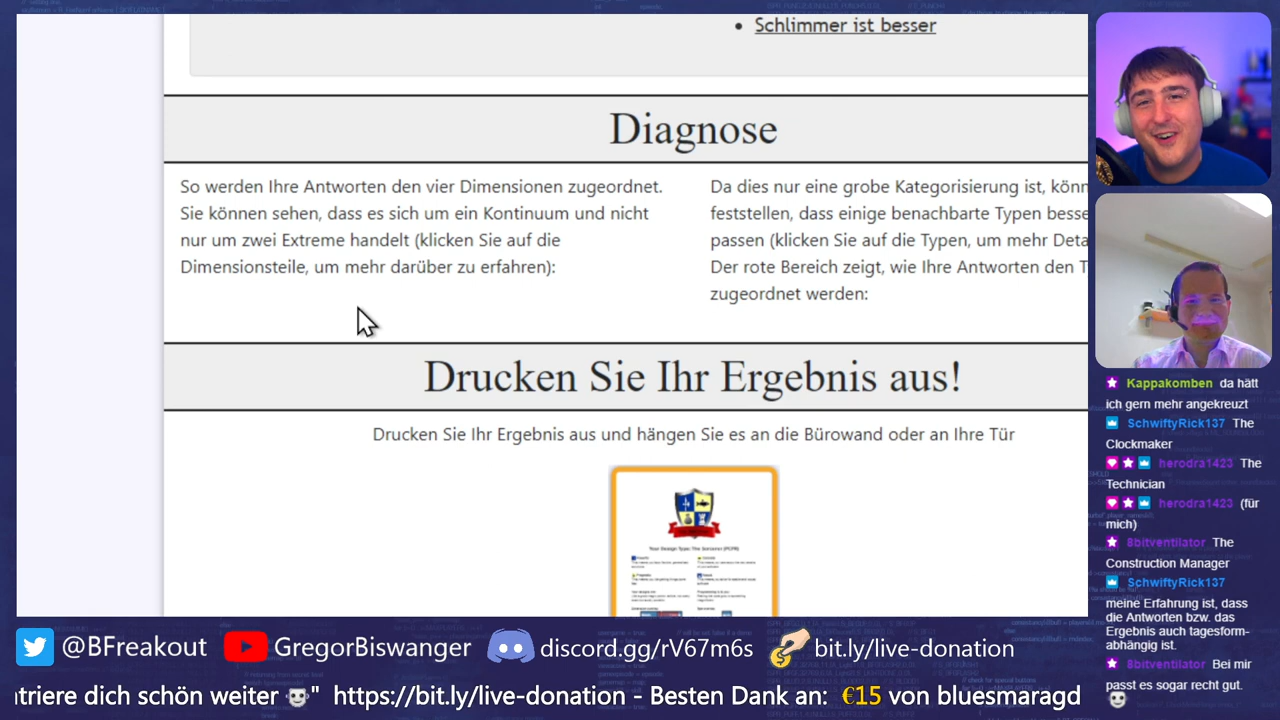 Schlimmer ist besser
Diagnose
So werden Ihre Antworten den vier Dimensionen zugeordnet.
Sie können sehen, dass es sich um ein Kontinuum und nicht
nur um zwei Extreme handelt (klicken Sie auf die
Dimensionsteile, um mehr darüber zu erfahren):
Da dies nur eine grobe Kategorisierung ist, könn
feststellen, dass einige benachbarte Typen besse
passen (klicken Sie auf die Typen, um mehr Deta
Der rote Bereich zeigt, wie Ihre Antworten den T
zugeordnet werden:
Drucken Sie Ihr Ergebnis aus!
Drucken Sie Ihr Ergebnis aus und hängen Sie es an die Bürowand oder an Ihre Tür
Your Design Type: The Sorcerer (PCPR)
Kappakomben da hätt
ich gern mehr angekreuzt
SchwiftyRick137 The
Clockmaker
herodra1423 The
Technician
herodra1423 (für
mich)
8bitventilator The
Construction Manager
SchwiftyRick137
meine Erfahrung ist, dass
die Antworten bzw. das
Ergebnis auch tagesform-
abhängig ist.
8bitventilator Bei mir
passt es sogar recht gut.
@BFreakout GregorBiswanger discord.gg/rV67m6s bit.ly/live-donation
triere dich schön weiter " https://bit.ly/live-donation - Besten Dank an: €15 von bluesmaragd